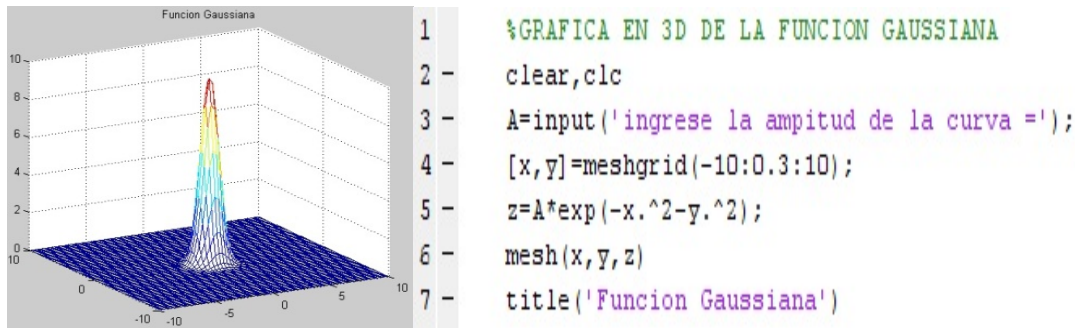 Funcion Gaussiana
10
8
6
4
2
0
10
0
-10
-10
-5
0
5
10
1 %GRAFICA EN 3D DE LA FUNCION GAUSSIANA
2 - clear,clc
3 - A=input('ingrese la ampitud de la curva =');
4 - [x,y]=meshgrid(-10:0.3:10);
5 - z=A*exp(-x.^2-y.^2);
6 - mesh(x,y,z)
7 - title('Funcion Gaussiana')